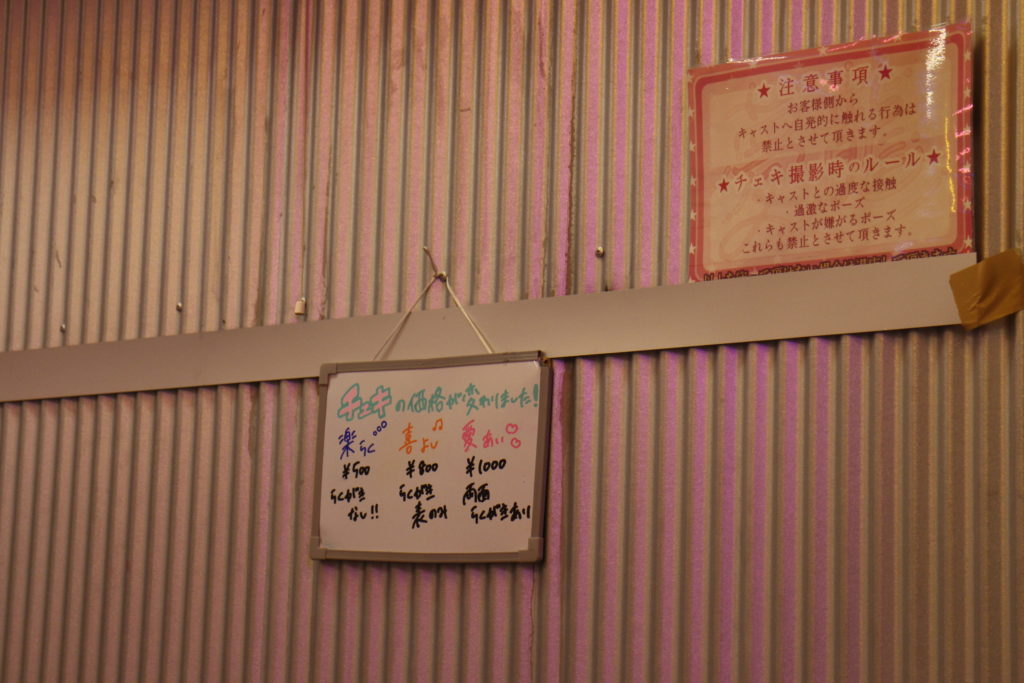 ★注意事項★
お客様側から
キャストへ自発的に触れる行為は
禁止とさせて頂きます。
★チェキ撮影時のルール★
・キャストとの過度な接触
・過激なポーズ
・キャストが嫌がるポーズ
これらも禁止とさせて頂きます。
チェキの価格が変わりました!
楽らく 喜よし 愛あい
¥500 ¥800 ¥1000
らくがき らくがき 両面
なし!! 表のみ らくがきあり